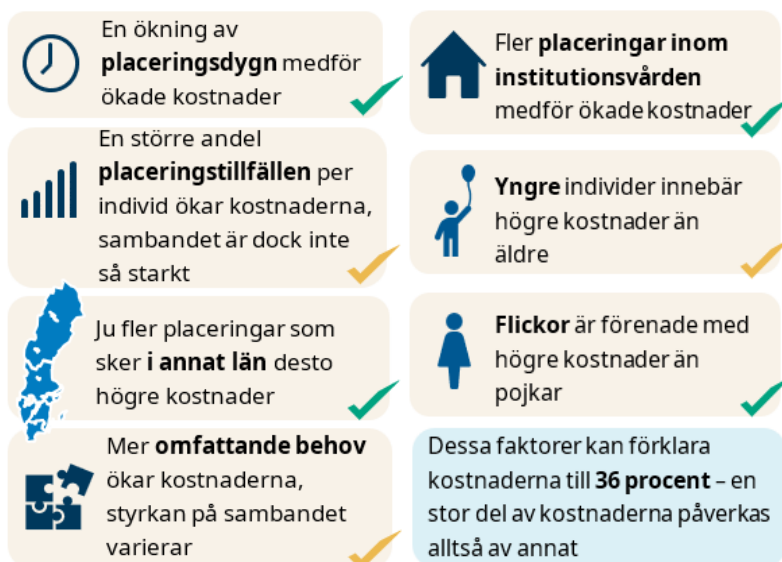 En ökning av
placeringsdygn medför
ökade kostnader
Fler placeringar inom
institutionsvården
medför ökade kostnader
En större andel
placeringstillfällen per
individ ökar kostnaderna,
sambandet är dock inte
så starkt
Yngre individer innebär
högre kostnader än
äldre
Ju fler placeringar som
sker i annat län desto
högre kostnader
Flickor är förenade med
högre kostnader än
pojkar
Mer omfattande behov
ökar kostnaderna,
styrkan på sambandet
varierar
Dessa faktorer kan förklara
kostnaderna till 36 procent – en
stor del av kostnaderna påverkas
alltså av annat